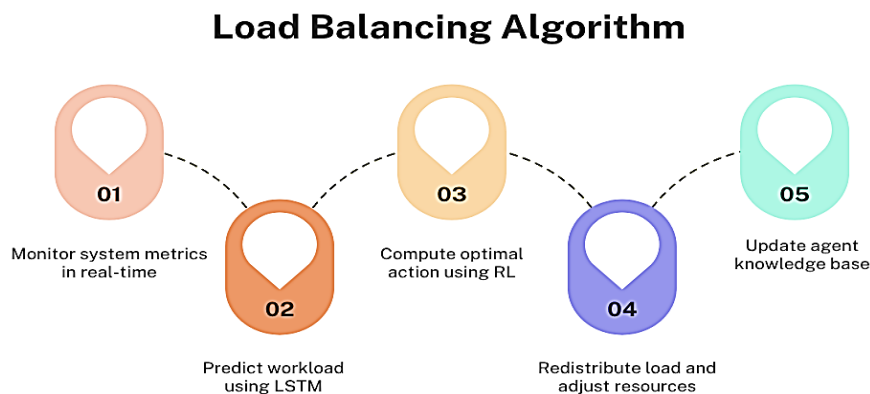 Load Balancing Algorithm
01
Monitor system metrics
in real-time
02
Predict workload
using LSTM
03
Compute optimal
action using RL
04
Redistribute load and
adjust resources
05
Update agent
knowledge base